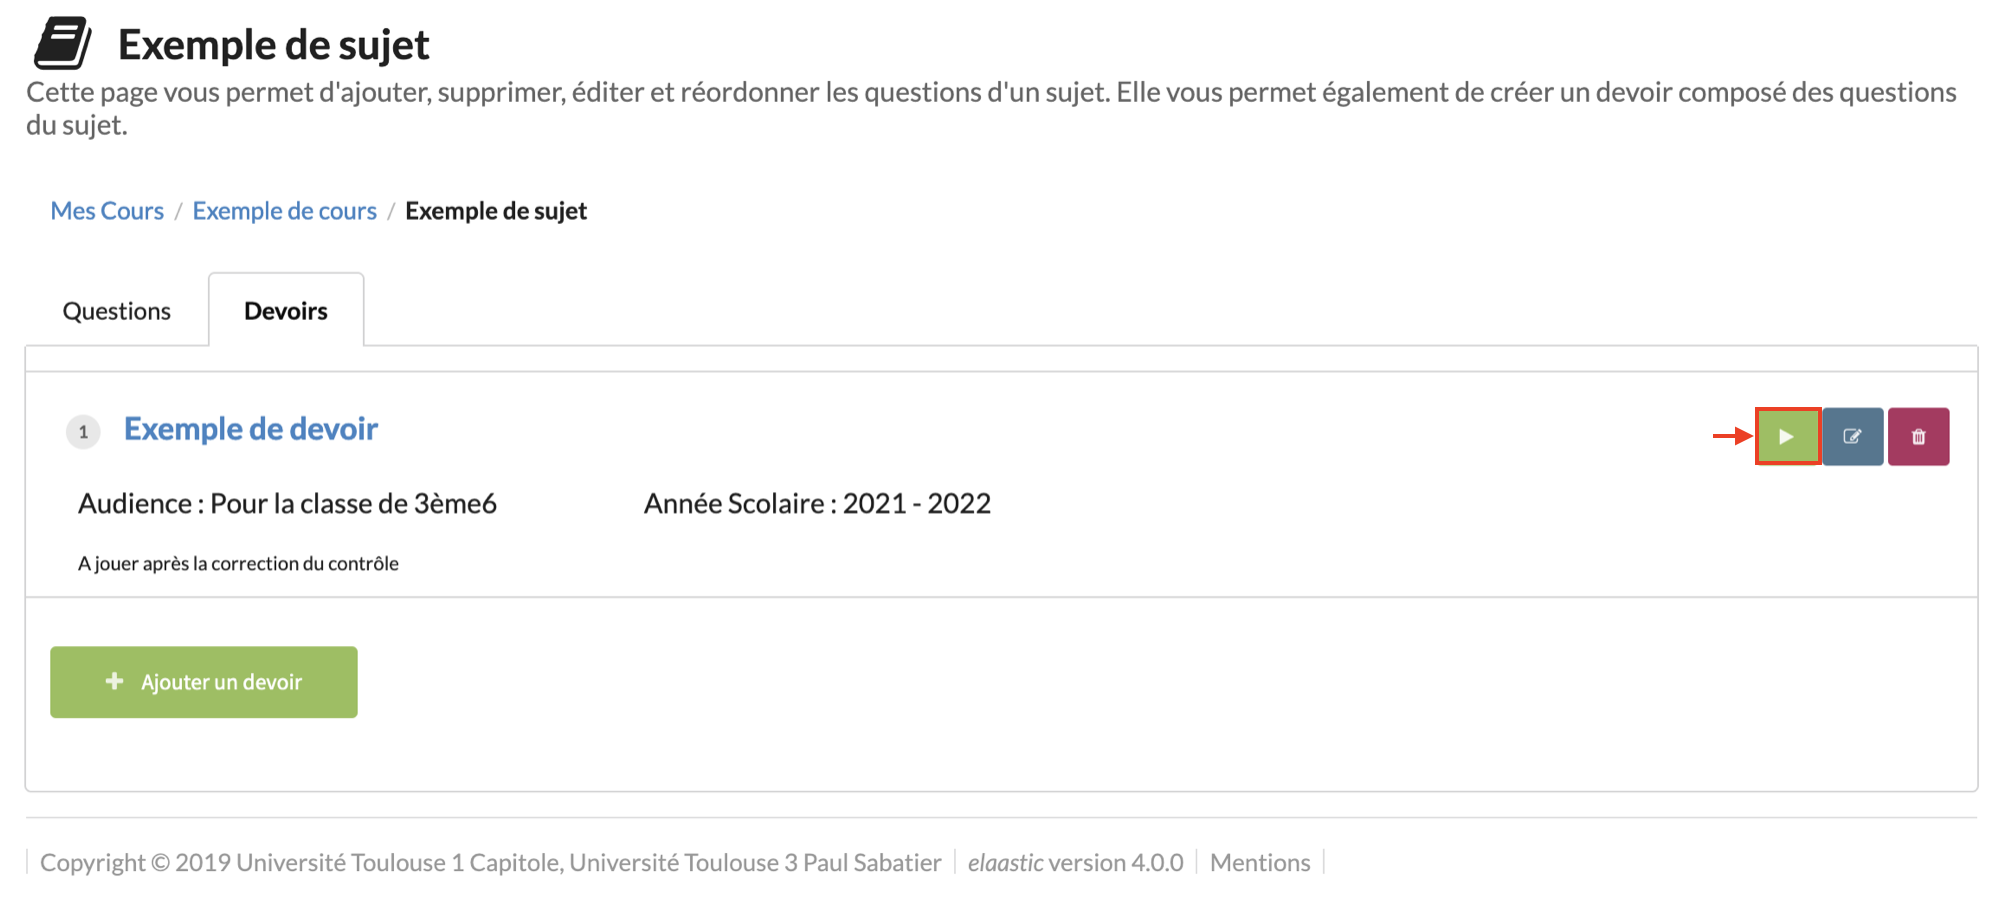 Exemple de sujet
Cette page vous permet d'ajouter, supprimer, éditer et réordonner les questions d'un sujet. Elle vous permet également de créer un devoir composé des questions
du sujet.
Mes Cours / Exemple de cours / Exemple de sujet
Questions Devoirs
1 Exemple de devoir
Audience : Pour la classe de 3ème6 Année Scolaire : 2021 - 2022
A jouer après la correction du contrôle
+ Ajouter un devoir
Copyright © 2019 Université Toulouse 1 Capitole, Université Toulouse 3 Paul Sabatier | elaastic version 4.0.0 | Mentions |